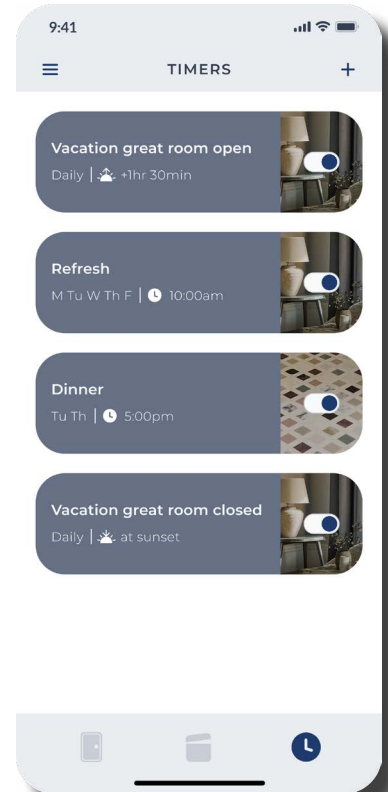 9:41
TIMERS
Vacation great room open
Daily | +1hr 30min
Refresh
M Tu W Th F | 10:00am
Dinner
Tu Th | 5:00pm
Vacation great room closed
Daily | at sunset